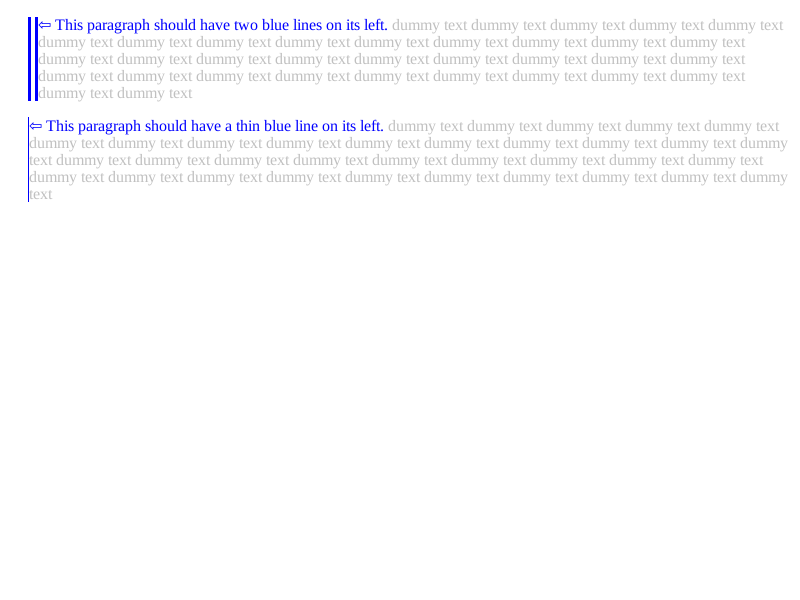 ⇦ This paragraph should have two blue lines on its left. dummy text dummy text dummy text dummy text dummy text
dummy text dummy text dummy text dummy text dummy text dummy text dummy text dummy text dummy text
dummy text dummy text dummy text dummy text dummy text dummy text dummy text dummy text dummy text
dummy text dummy text dummy text dummy text dummy text dummy text dummy text dummy text dummy text
dummy text dummy text
⇦ This paragraph should have a thin blue line on its left. dummy text dummy text dummy text dummy text dummy text
dummy text dummy text dummy text dummy text dummy text dummy text dummy text dummy text dummy text dummy
text dummy text dummy text dummy text dummy text dummy text dummy text dummy text dummy text dummy text
dummy text dummy text dummy text dummy text dummy text dummy text dummy text dummy text dummy text dummy
text